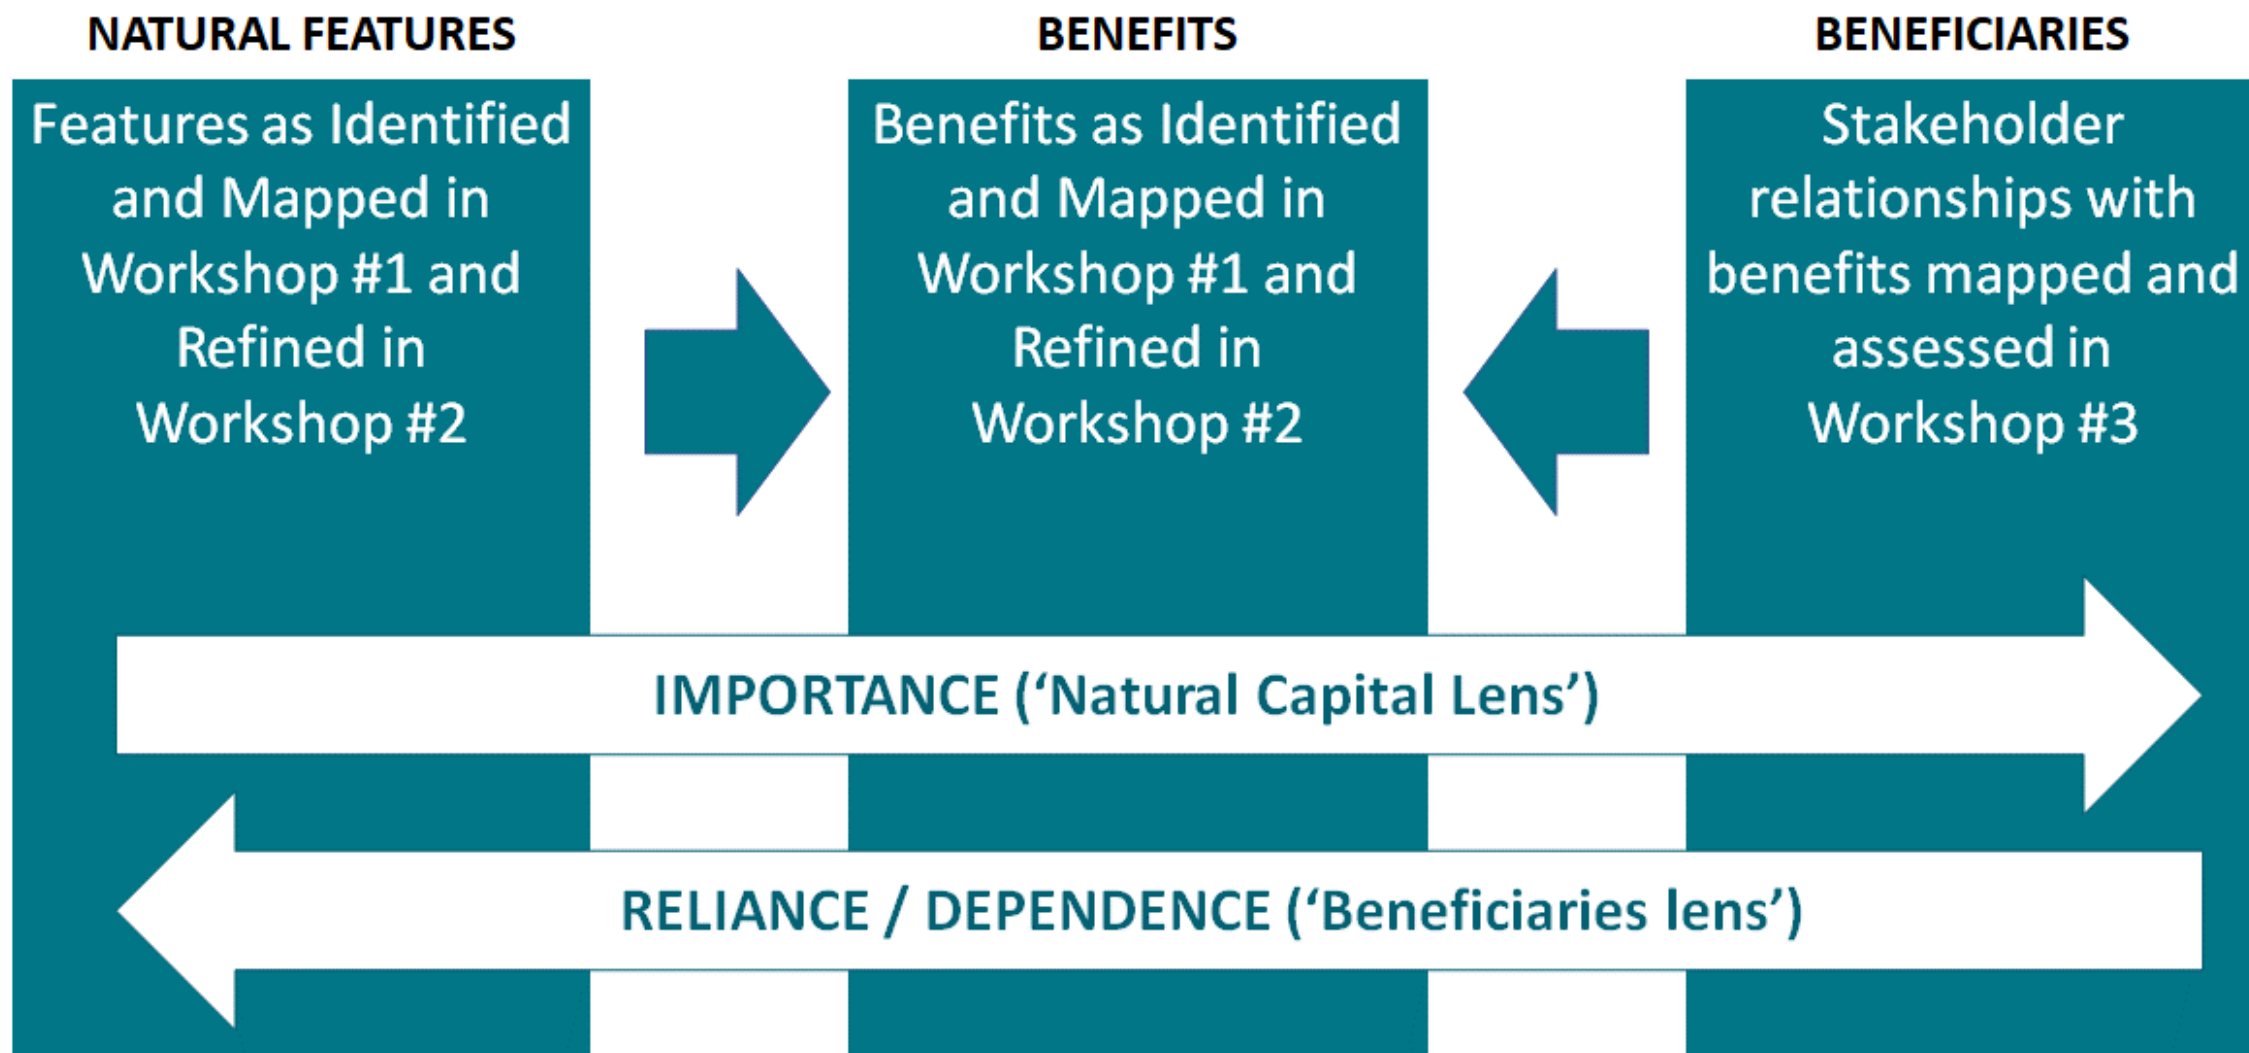 NATURAL FEATURES
Features as Identified
and Mapped in
Workshop #1 and
Refined in
Workshop #2
BENEFITS
Benefits as Identified
and Mapped in
Workshop #1 and
Refined in
Workshop #2
BENEFICIARIES
Stakeholder
relationships with
benefits mapped and
assessed in
Workshop #3
IMPORTANCE (‘Natural Capital Lens’)
RELIANCE / DEPENDENCE (‘Beneficiaries lens’)